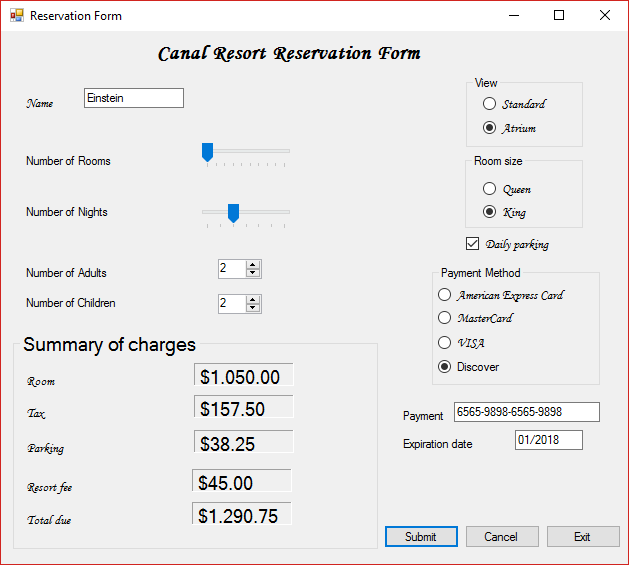 Reservation Form
Canal Resort Reservation Form
Name
Einstein
View
Standard
Atrium
Number of Rooms
Room size
Queen
King
Number of Nights
Daily parking
Number of Adults
2
Number of Children
2
Payment Method
American Express Card
MasterCard
VISA
Discover
Summary of charges
Room
$1.050.00
Tax
$157.50
Parking
$38.25
Resort fee
$45.00
Total due
$1.290.75
Payment
6565-9898-6565-9898
Expiration date
01/2018
Submit
Cancel
Exit